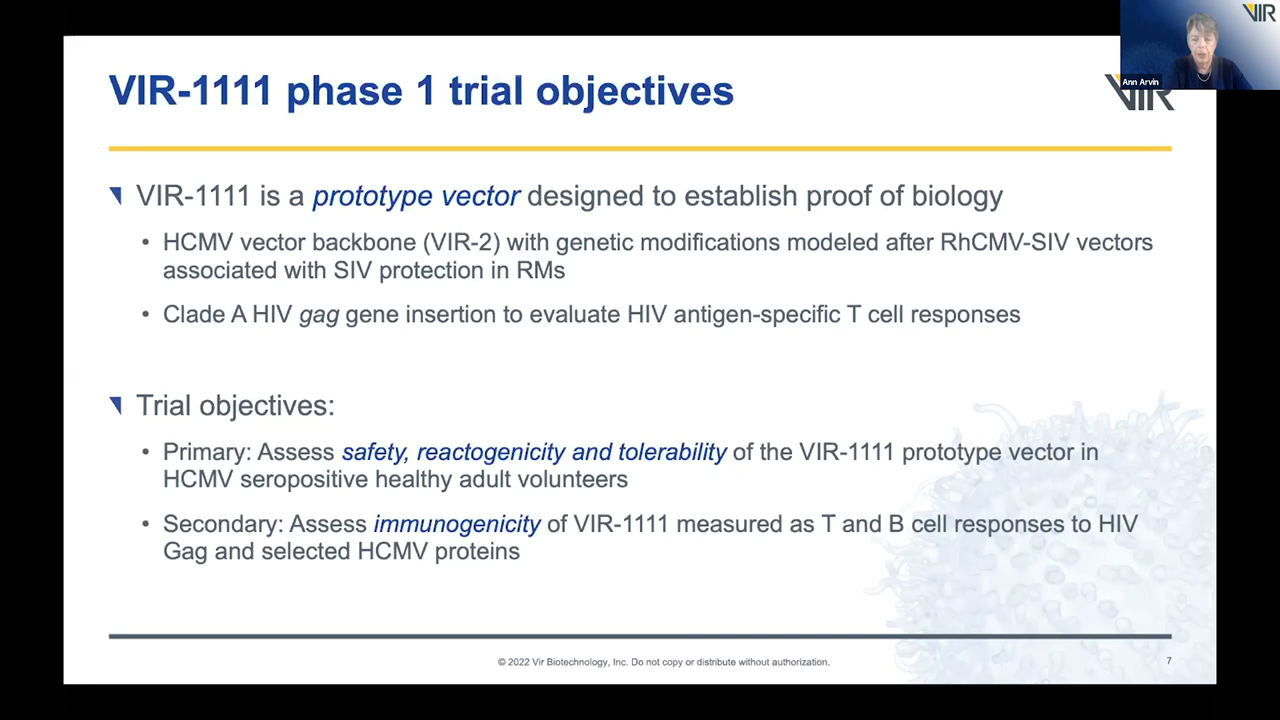 VIR
Ann Arvin
VIR-1111 phase 1 trial objectives
VIR
VIR-1111 is a prototype vector designed to establish proof of biology
• HCMV vector backbone (VIR-2) with genetic modifications modeled after RhCMV-SIV vectors
associated with SIV protection in RMs
• Clade A HIV gag gene insertion to evaluate HIV antigen-specific T cell responses
Trial objectives:
• Primary: Assess safety, reactogenicity and tolerability of the VIR-1111 prototype vector in
HCMV seropositive healthy adult volunteers
• Secondary: Assess immunogenicity of VIR-1111 measured as T and B cell responses to HIV
Gag and selected HCMV proteins
© 2022 Vir Biotechnology, Inc. Do not copy or distribute without authorization.
7